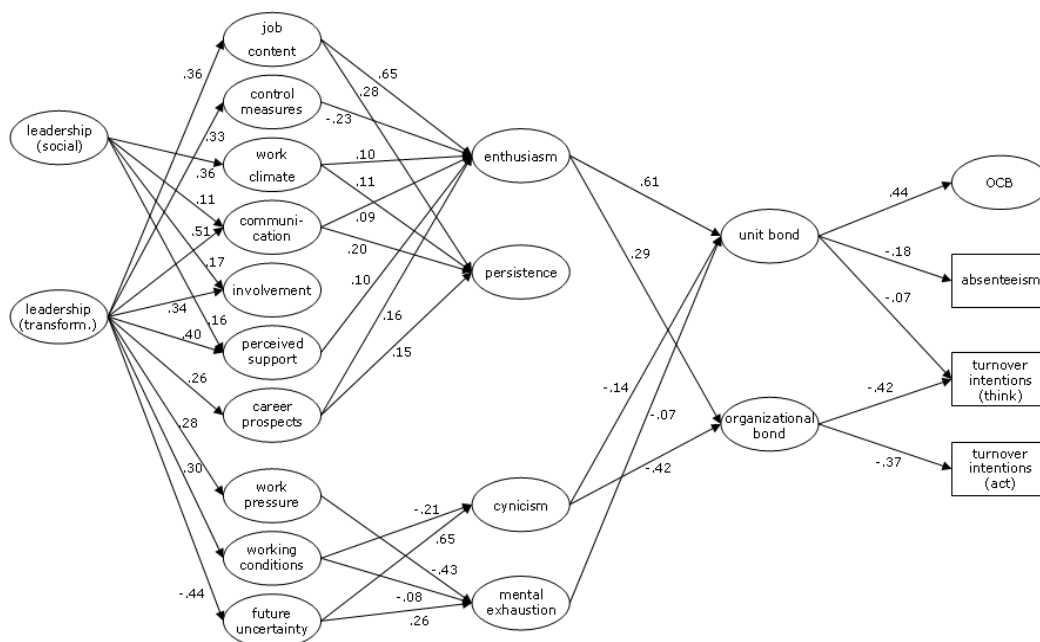 job
content
.36
.65
.28
control
measures
-.23
leadership
(social)
.33
.36
work
climate
.10
enthusiasm
.11
.61
.44
OCB
.11
.51
communi-
cation
.09
.20
unit bond
-.18
.29
.17
involvement
persistence
absenteeism
.10
-.07
leadership
(transform.)
.34
.16
.16
.40
perceived
support
.15
turnover
intentions
(think)
.26
-.14
-.42
career
prospects
-.07
organizational
bond
.28
-.37
.30
-.42
turnover
intentions
(act)
work
pressure
-.21
cynicism
.65
working
conditions
-.43
-.44
-.08
mental
exhaustion
.26
future
uncertainty